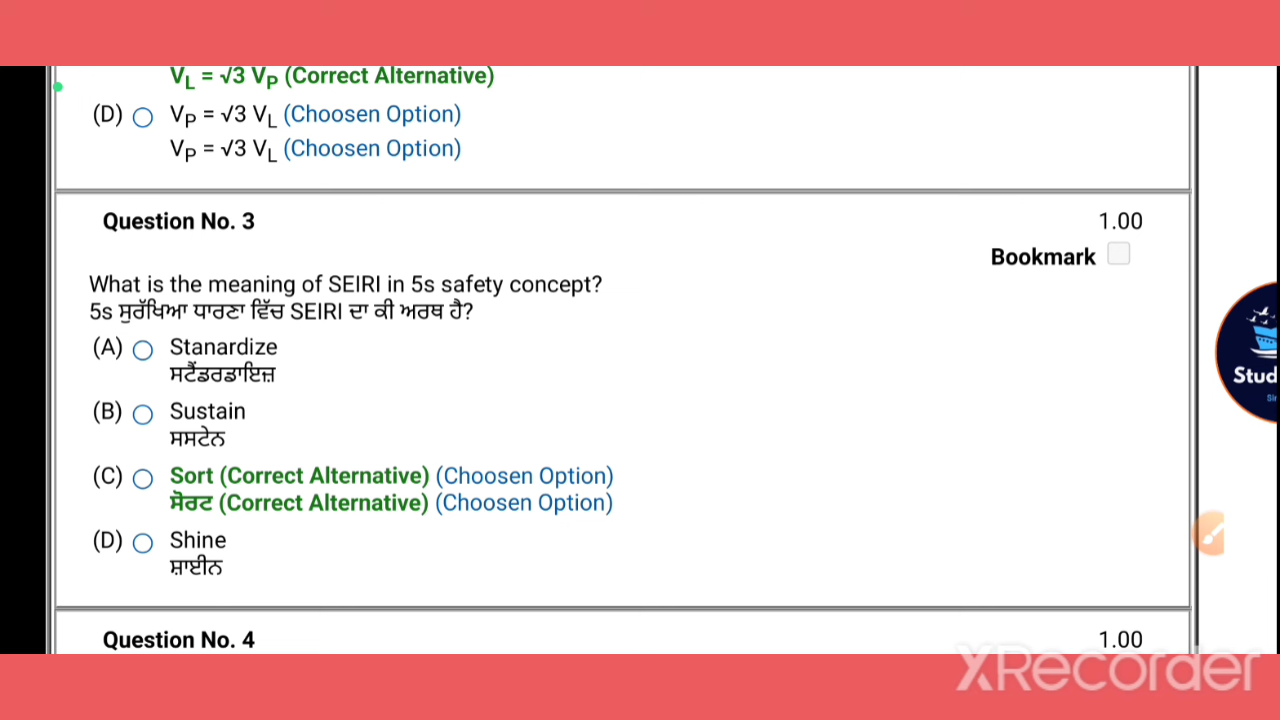 VL = √3 VP (Correct Alternative)
(D) VP = √3 VL (Choosen Option)
VP = √3 VL (Choosen Option)
Question No. 3 1.00
Bookmark
What is the meaning of SEIRI in 5s safety concept?
5s ਸੁਰੱਖਿਆ ਧਾਰਣਾ ਵਿੱਚ SEIRI ਦਾ ਕੀ ਅਰਥ ਹੈ?
(A) Stanardize
ਸਟੈਂਡਰਡਾਇਜ਼
(B) Sustain
ਸਸਟੇਨ
(C) Sort (Correct Alternative) (Choosen Option)
ਸੋਰਟ (Correct Alternative) (Choosen Option)
(D) Shine
ਸ਼ਾਈਨ
Question No. 4 1.00
Stud
XRecorder